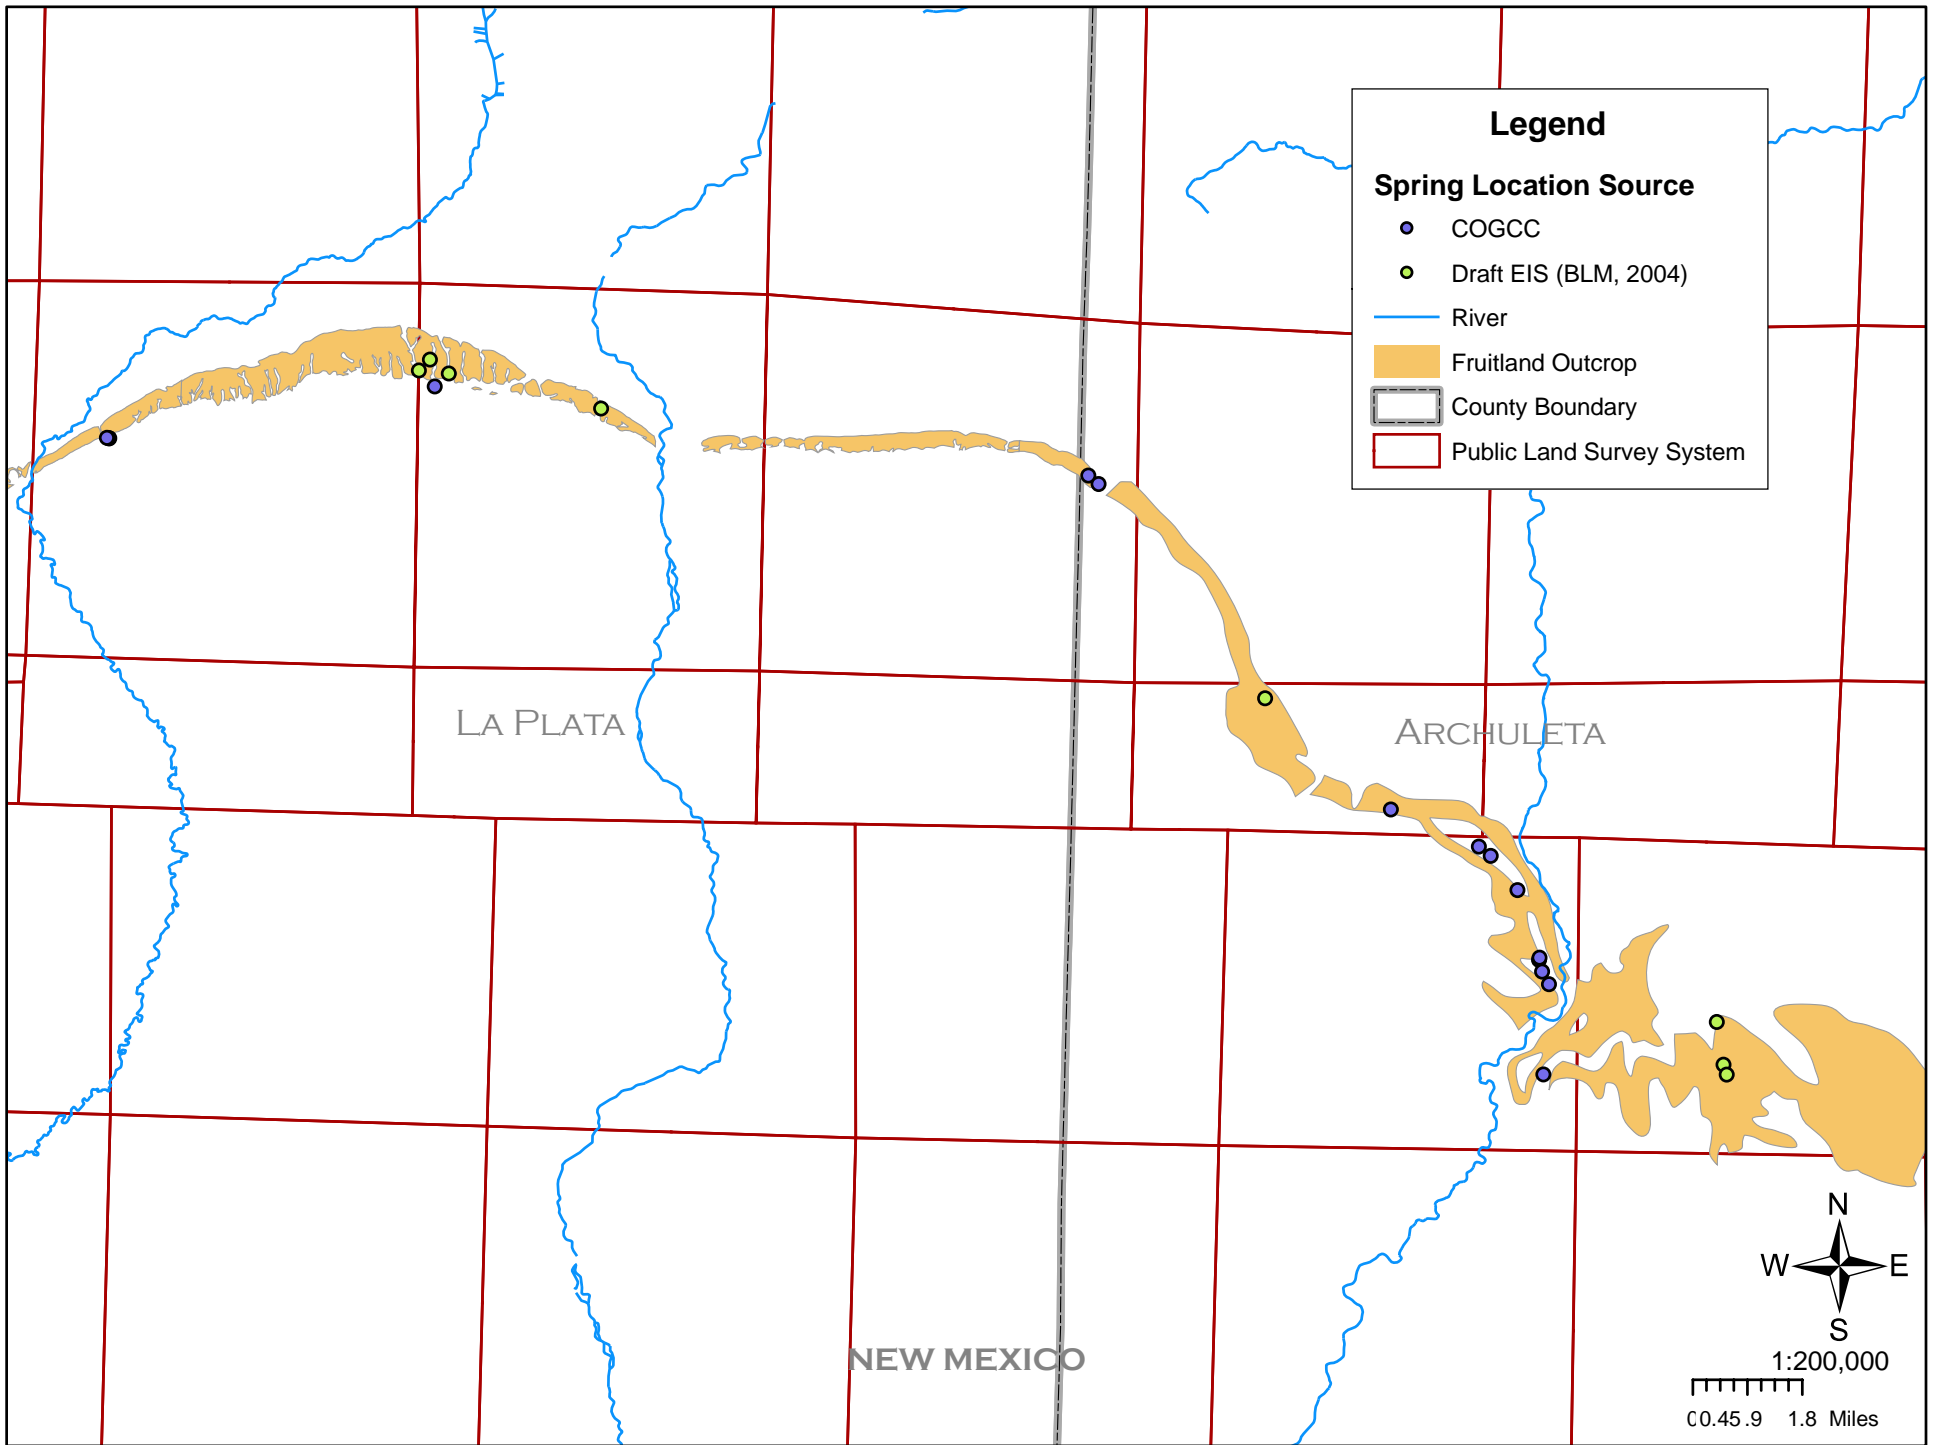 Legend
Spring Location Source
COGCC
Draft EIS (BLM, 2004)
River
Fruitland Outcrop
County Boundary
Public Land Survey System
LA PLATA
ARCHULETA
NEW MEXICO
N
W E
S
1:200,000
0 0.45 .9 1.8 Miles